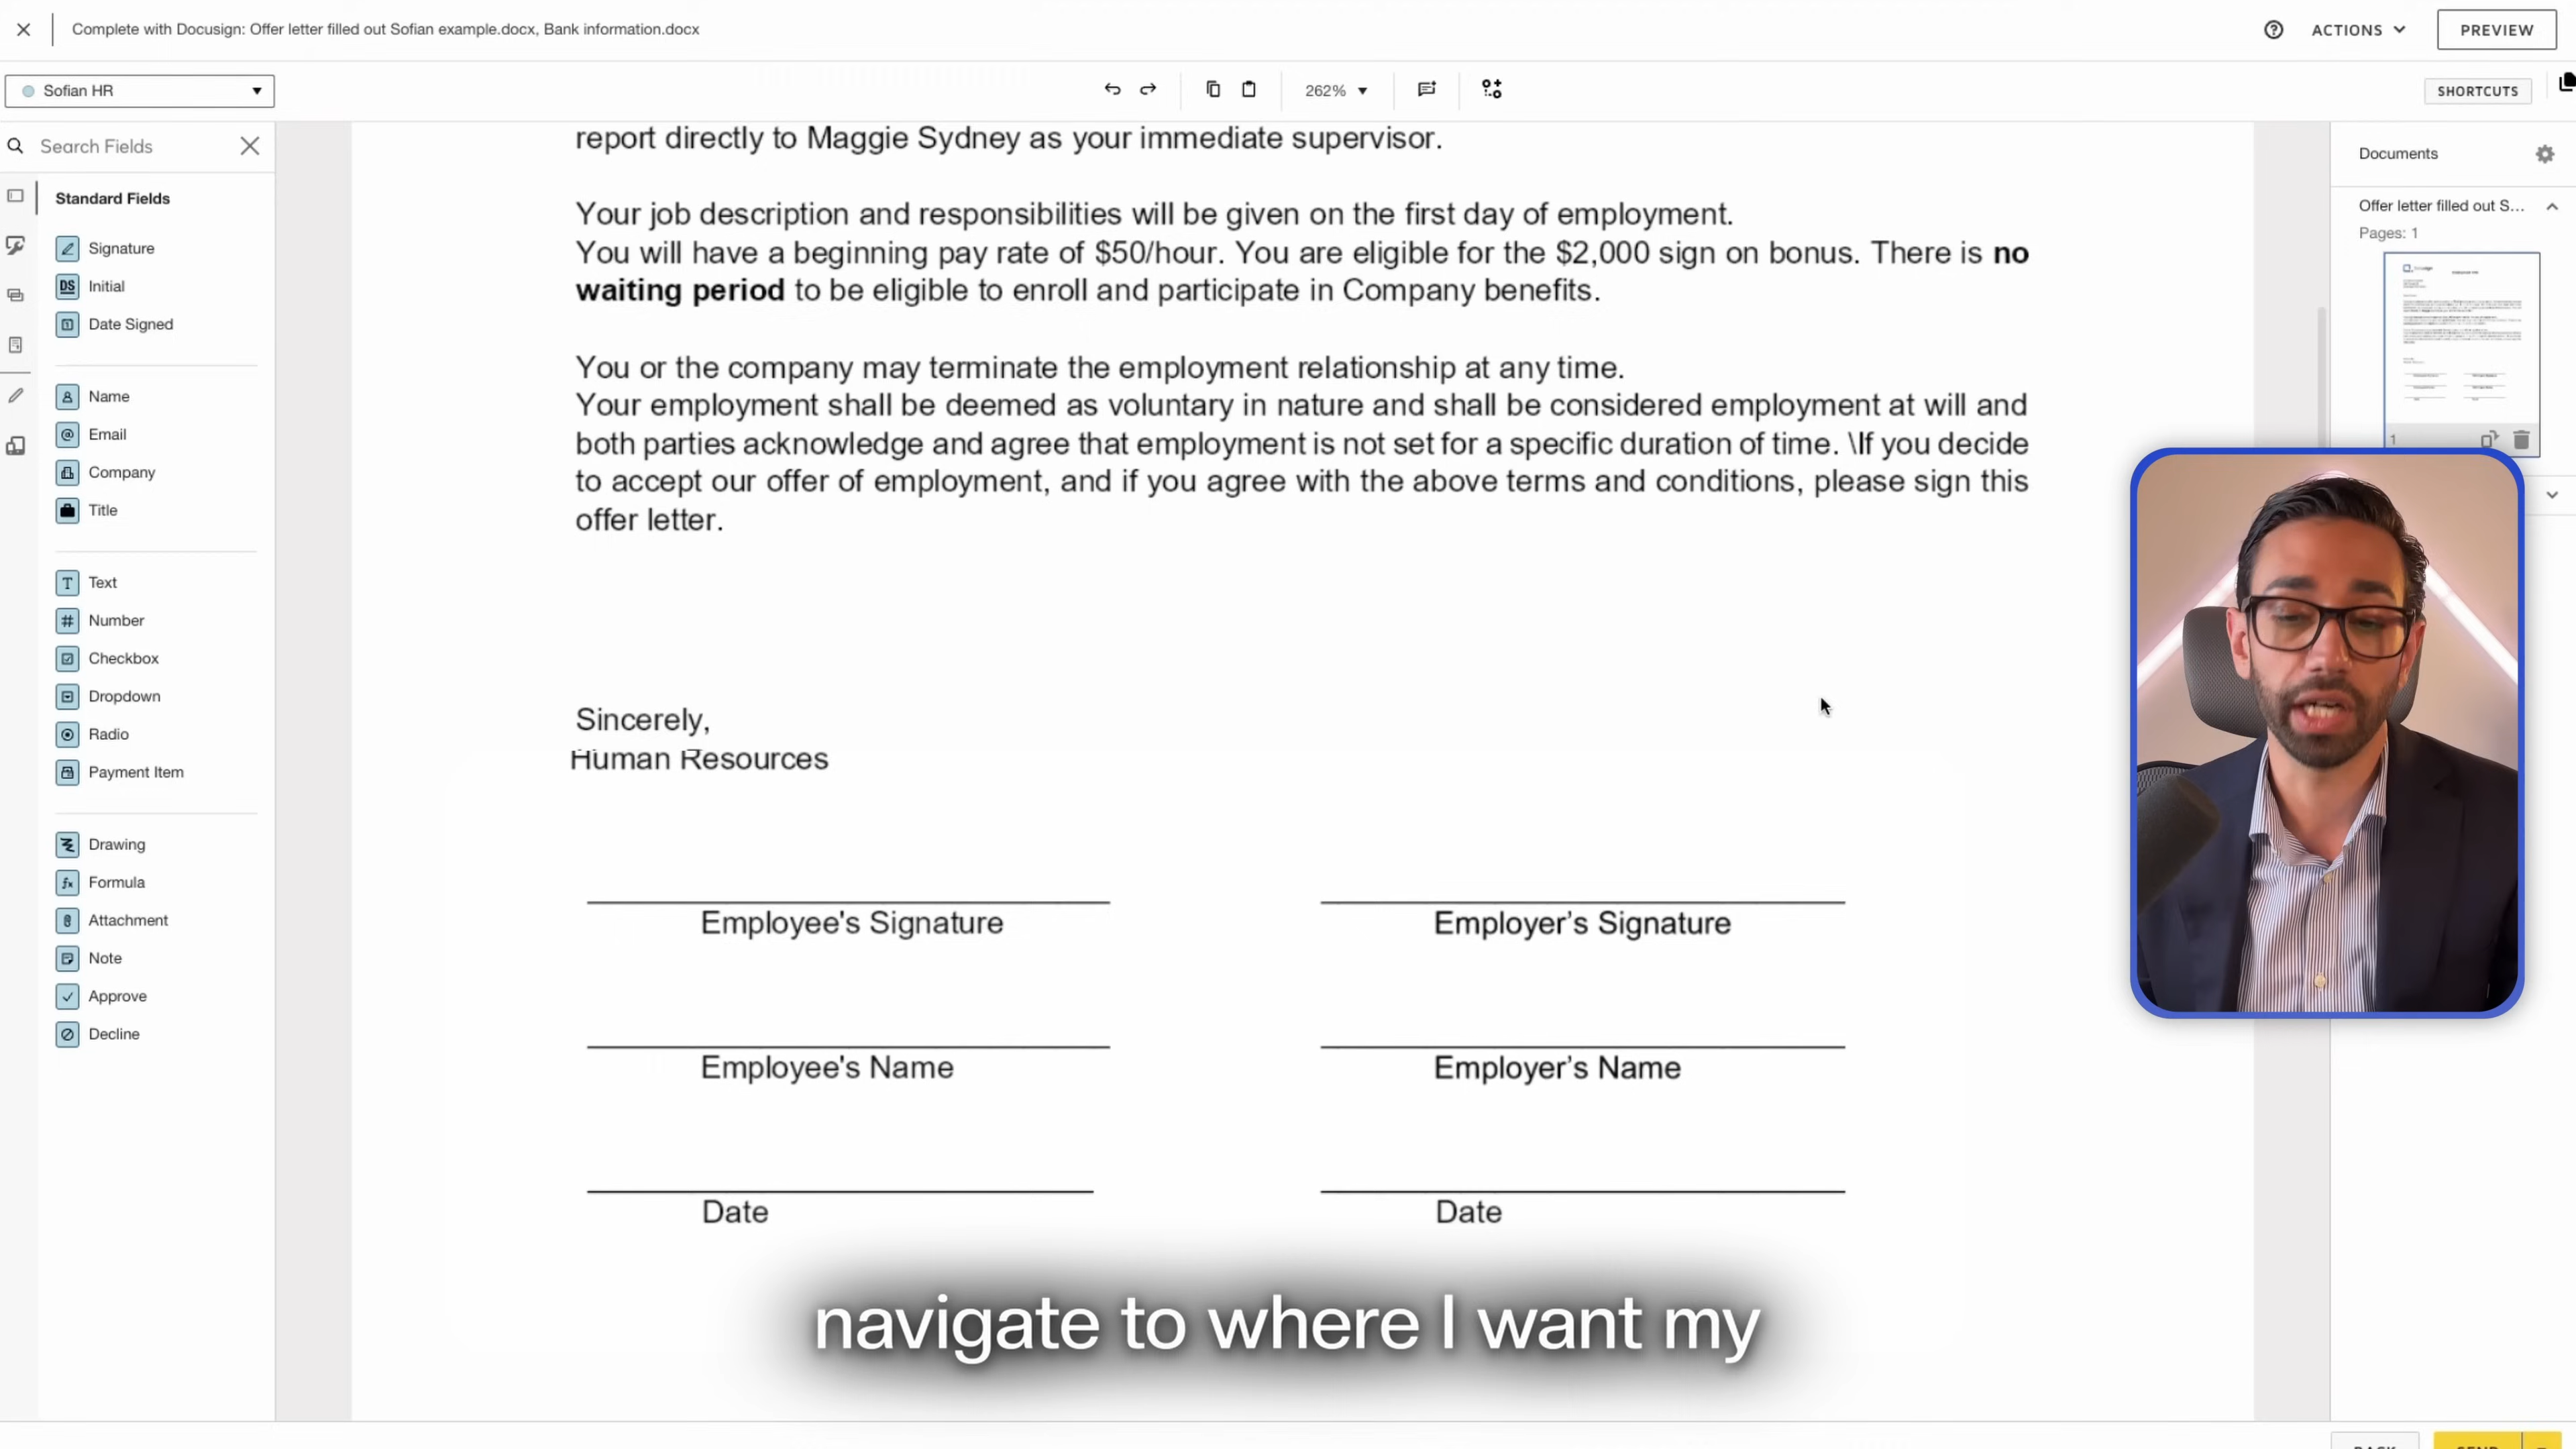 Complete with Docusign: Offer letter filled out Sofian example.docx, Bank information.docx
ACTIONS
PREVIEW
Sofian HR
262%
SHORTCUTS
Search Fields
Standard Fields
Signature
DS Initial
Date Signed
Name
Email
Company
Title
Text
Number
Checkbox
Dropdown
Radio
Payment Item
Drawing
Formula
Attachment
Note
Approve
Decline
report directly to Maggie Sydney as your immediate supervisor.
Your job description and responsibilities will be given on the first day of employment.
You will have a beginning pay rate of $50/hour. You are eligible for the $2,000 sign on bonus. There is no
waiting period to be eligible to enroll and participate in Company benefits.
You or the company may terminate the employment relationship at any time.
Your employment shall be deemed as voluntary in nature and shall be considered employment at will and
both parties acknowledge and agree that employment is not set for a specific duration of time. \If you decide
to accept our offer of employment, and if you agree with the above terms and conditions, please sign this
offer letter.
Sincerely,
Human Resources
Employee's Signature
Employer’s Signature
Employee's Name
Employer’s Name
Date
Date
navigate to where I want my
Documents
Offer letter filled out S...
Pages: 1
1
BACK
SEND